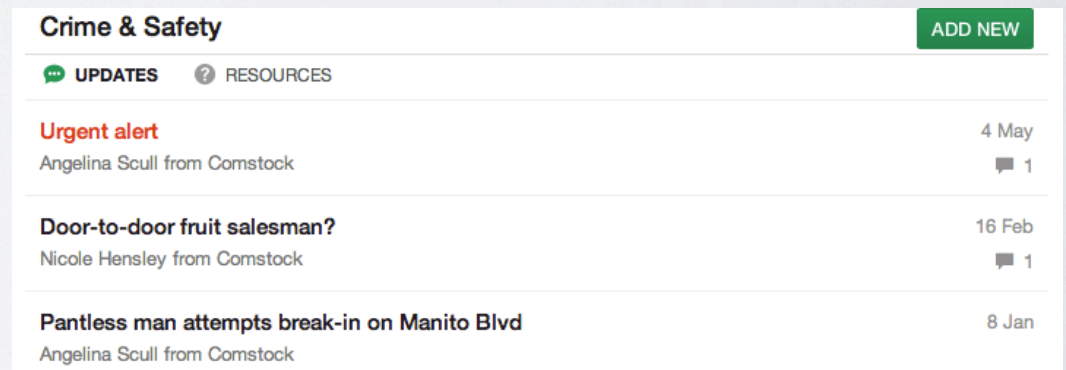 Crime & Safety
ADD NEW
UPDATES RESOURCES
Urgent alert
4 May
Angelina Scull from Comstock
1
Door-to-door fruit salesman?
16 Feb
Nicole Hensley from Comstock
1
Pantless man attempts break-in on Manito Blvd
8 Jan
Angelina Scull from Comstock